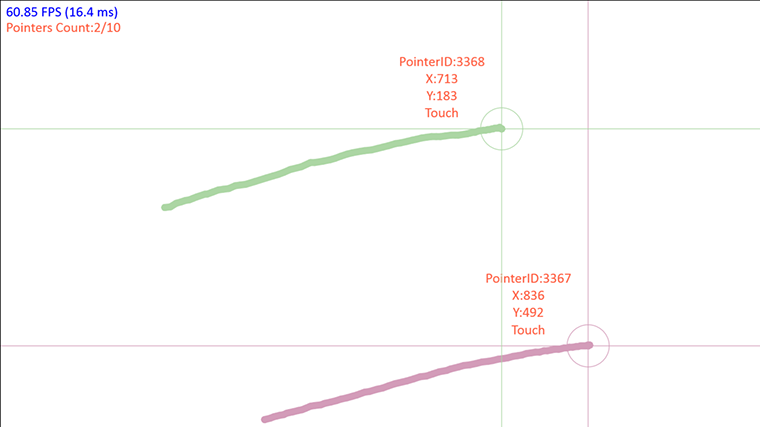 60.85 FPS (16.4 ms)
Pointers Count:2/10
PointerID:3368
X:713
Y:183
Touch
PointerID:3367
X:836
Y:492
Touch